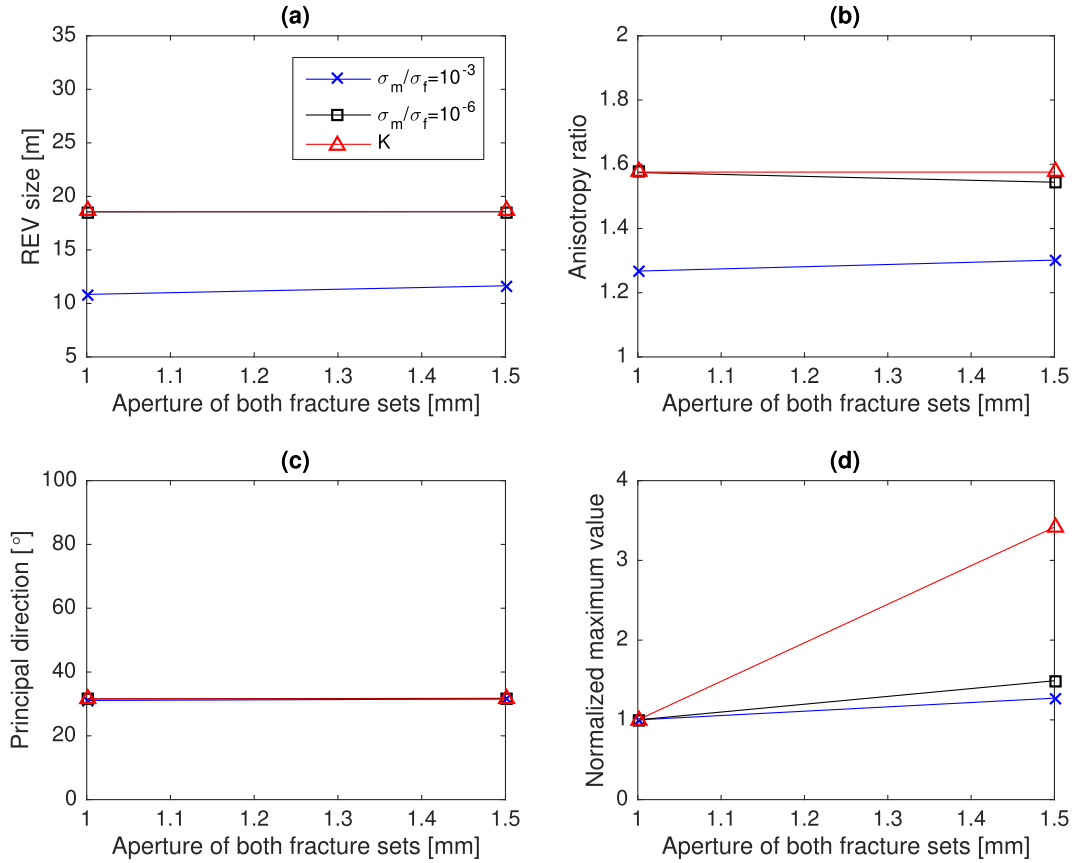 (a)
35
30
25
20
15
10
5
REV size [m]
σm/σf=10-3
σm/σf=10-6
K
1 1.1 1.2 1.3 1.4 1.5
Aperture of both fracture sets [mm]
(b)
2
1.8
1.6
1.4
1.2
1
Anisotropy ratio
1 1.1 1.2 1.3 1.4 1.5
Aperture of both fracture sets [mm]
(c)
100
80
60
40
20
0
Principal direction [°]
1 1.1 1.2 1.3 1.4 1.5
Aperture of both fracture sets [mm]
(d)
4
3
2
1
0
Normalized maximum value
1 1.1 1.2 1.3 1.4 1.5
Aperture of both fracture sets [mm]